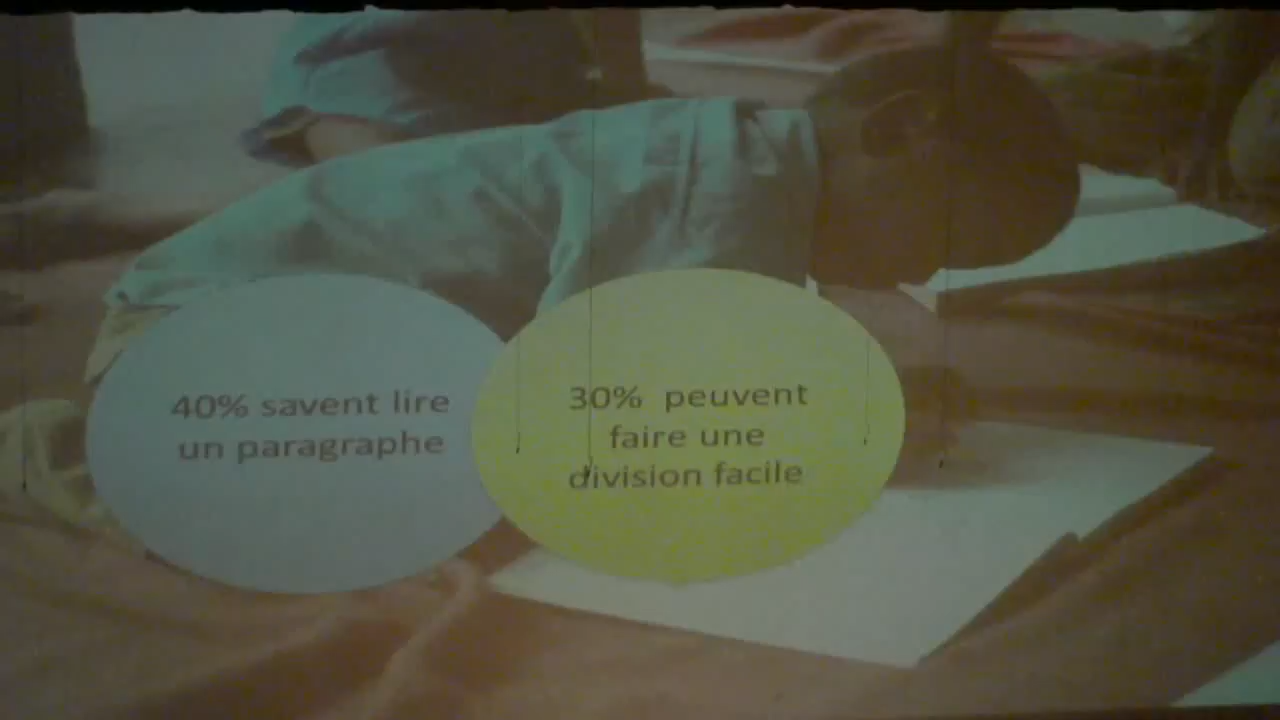 40% savent lire
un paragraphe
30% peuvent
faire une
division facile